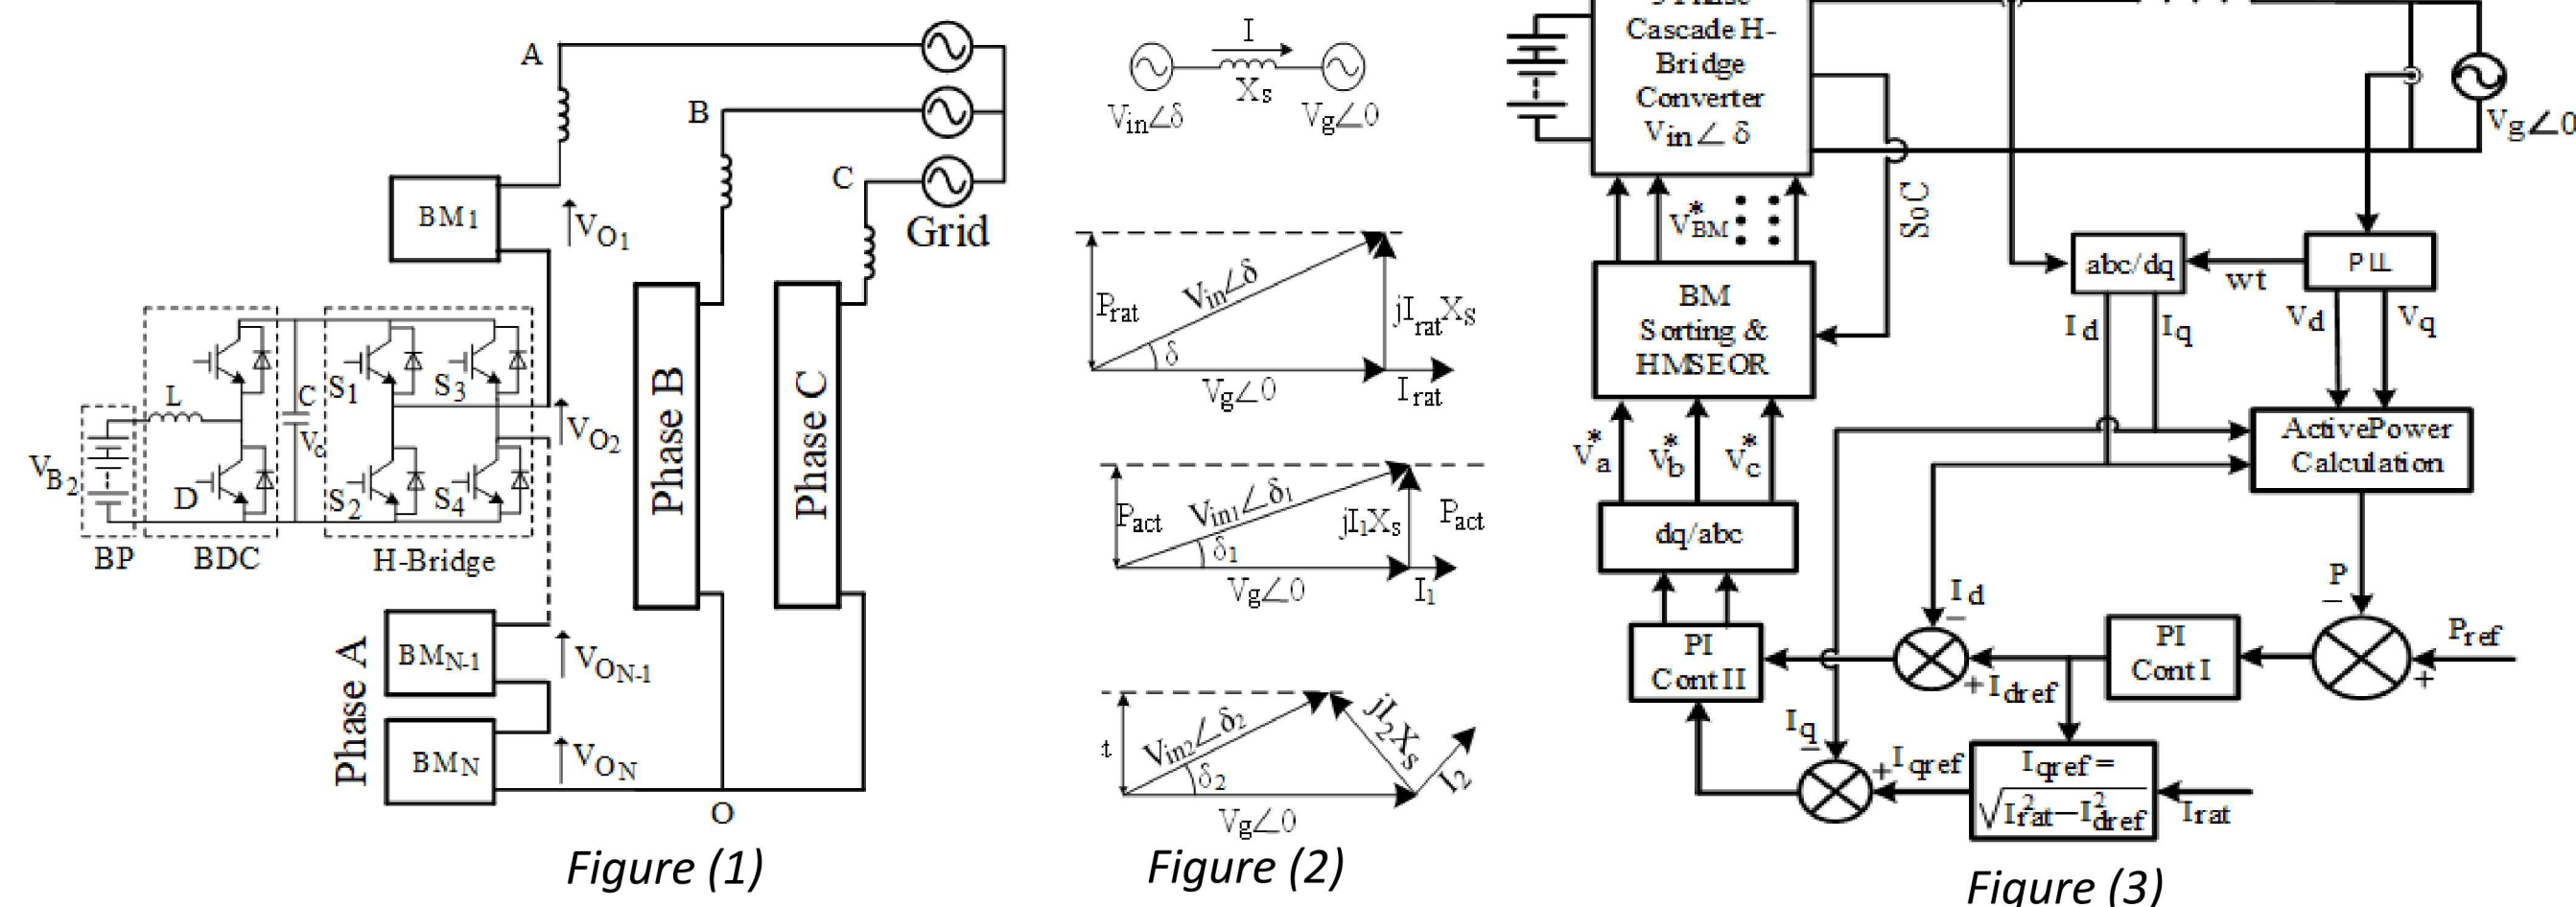 A
B
C
Grid
BM1
VO1
L
C
Vc
S1
S3
VO2
VB2
D
S2
S4
BP
BDC
H-Bridge
Phase A
BMN-1
VON-1
BMN
VON
Phase B
Phase C
O
Figure (1)
I
Xs
Vin∠δ
Vg∠0
Prat
Vin∠δ
δ
jIratXs
Vg∠0
Irat
Pact
Vin1∠δ1
δ1
jI1Xs
Pact
Vg∠0
I1
t
Vin2∠δ2
δ2
jI2Xs
I2
Vg∠0
Figure (2)
Cascade H-
Bridge
Converter
Vin∠ δ
Vg∠0
V*BM
SoC
BM
Sorting &
HMSEOR
abc/dq
wt
PLL
Id
Iq
Vd
Vq
V*a
V*b
V*c
ActivePower
Calculation
dq/abc
P
−
Id
−
PI
Cont II
+Idref
PI
Cont I
Pref
+
Iq
−
+Iqref
Iqref =
√I²rat−I²dref
Irat
Figure (3)